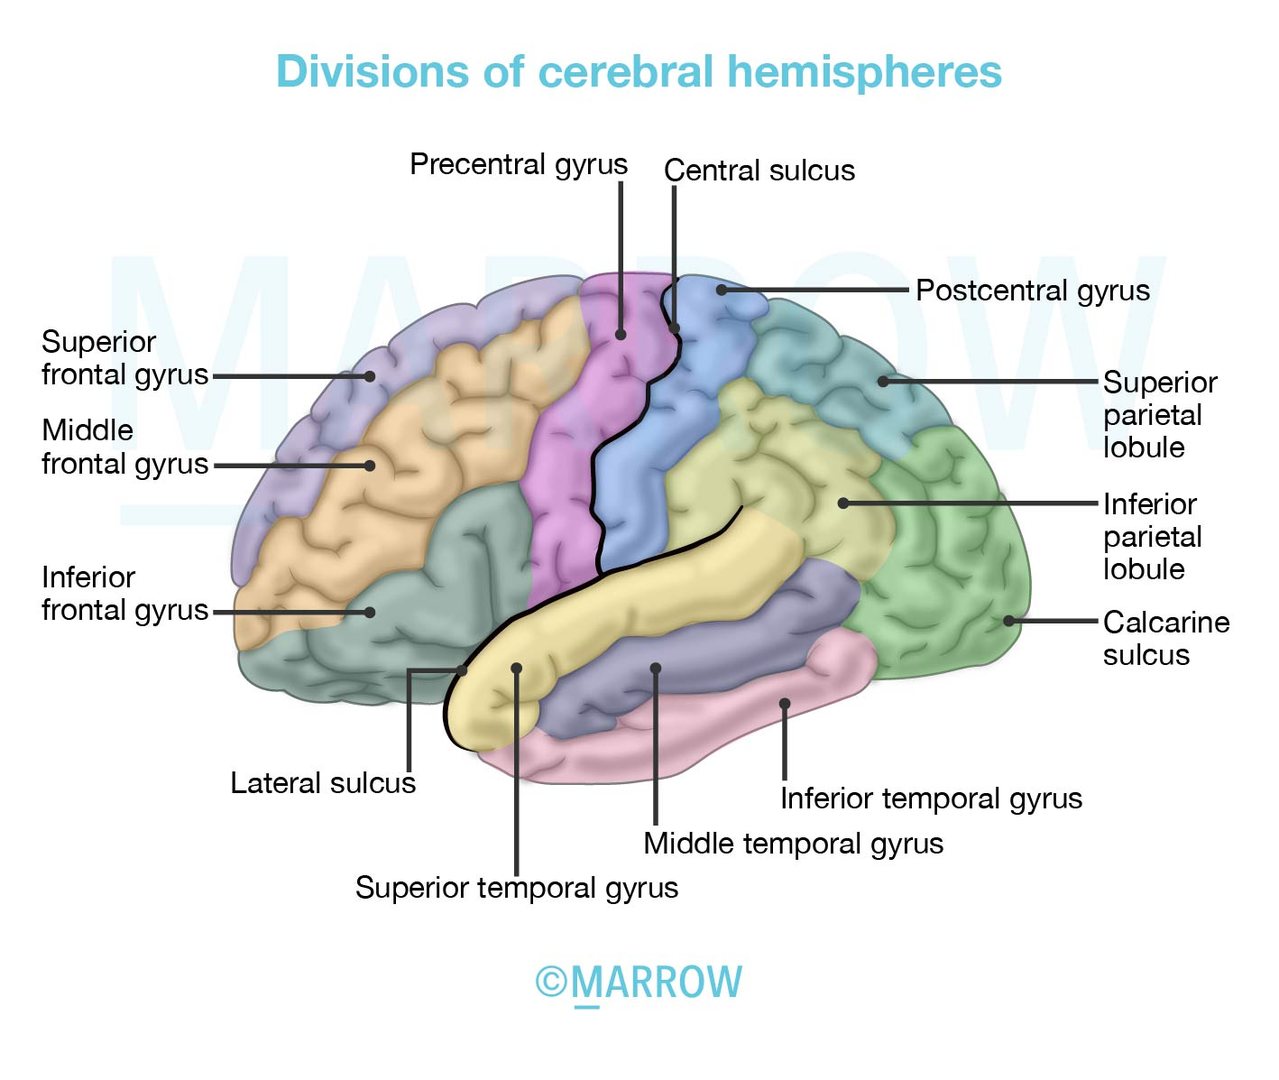 Divisions of cerebral hemispheres
Precentral gyrus
Central sulcus
Postcentral gyrus
Superior
frontal gyrus
Middle
frontal gyrus
Inferior
frontal gyrus
Superior
parietal
lobule
Inferior
parietal
lobule
Calcarine
sulcus
Lateral sulcus
Inferior temporal gyrus
Middle temporal gyrus
Superior temporal gyrus
MARROW
©MARROW